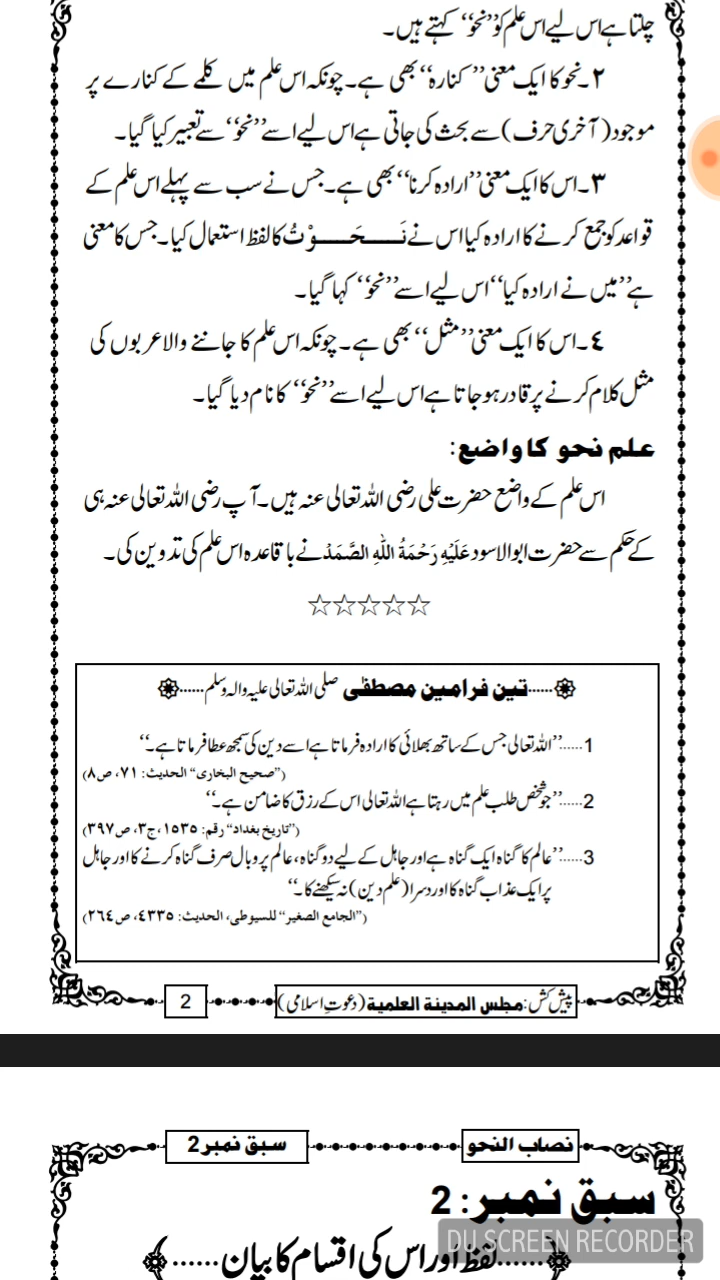 چلتا ہے اس لیے اس علم کو ’’نحو‘‘ کہتے ہیں۔
٢۔ نحو کا ایک معنی ’’کنارہ‘‘ بھی ہے۔ چونکہ اس علم میں کلمے کے کنارے پر
موجود (آخری حرف) سے بحث کی جاتی ہے اس لیے اسے ’’نحو‘‘ سے تعبیر کیا گیا۔
٣۔ اس کا ایک معنی ’’ارادہ کرنا‘‘ بھی ہے۔ جس نے سب سے پہلے اس علم کے
قواعد کو جمع کرنے کا ارادہ کیا اس نے نَـــحَـــوْتُ کا لفظ استعمال کیا۔ جس کا معنی
ہے ’’میں نے ارادہ کیا‘‘ اس لیے اسے ’’نحو‘‘ کہا گیا۔
٤۔ اس کا ایک معنی ’’مثل‘‘ بھی ہے۔ چونکہ اس علم کا جاننے والا عربوں کی
مثل کلام کرنے پر قادر ہو جاتا ہے اس لیے اسے ’’نحو‘‘ کا نام دیا گیا۔
علم نحو کا واضع:
اس علم کے واضع حضرت علی رضی اللہ تعالی عنہ ہیں۔ آپ رضی اللہ تعالی عنہ ہی
کے حکم سے حضرت ابوالاسود عَلَيْهِ رَحْمَةُ اللهِ الصَّمَدْ نے باقاعدہ اس علم کی تدوین کی۔
☆☆☆☆☆
......تین فرامین مصطفٰی صلی اللہ تعالی علیہ والہ وسلم......
1.....’’اللہ تعالی جس کے ساتھ بھلائی کا ارادہ فرماتا ہے اسے دین کی سمجھ عطا فرماتا ہے۔‘‘
(’’صحیح البخاری‘‘ الحدیث: ٧١، ص٨)
2.....’’جو شخص طلب علم میں رہتا ہے اللہ تعالی اس کے رزق کا ضامن ہے۔‘‘
(’’تاریخ بغداد‘‘ رقم: ١٥٣٥، ج٣، ص٣٩٧)
3.....’’عالم کا گناہ ایک گناہ ہے اور جاہل کے لیے دو گناہ، عالم پر وبال صرف گناہ کرنے کا اور جاہل
پر ایک عذاب گناہ کا اور دسرا (علم دین) نہ سیکھنے کا۔‘‘
(’’الجامع الصغیر‘‘ للسیوطی، الحدیث: ٤٣٣٥، ص٢٦٤)
پیش کش: مجلس المدینة العلمیة (دعوت اسلامی)
2
نصاب النحو
سبق نمبر2
سبق نمبر: 2
......لفظ اور اس کی اقسام کا بیان......
DU SCREEN RECORDER